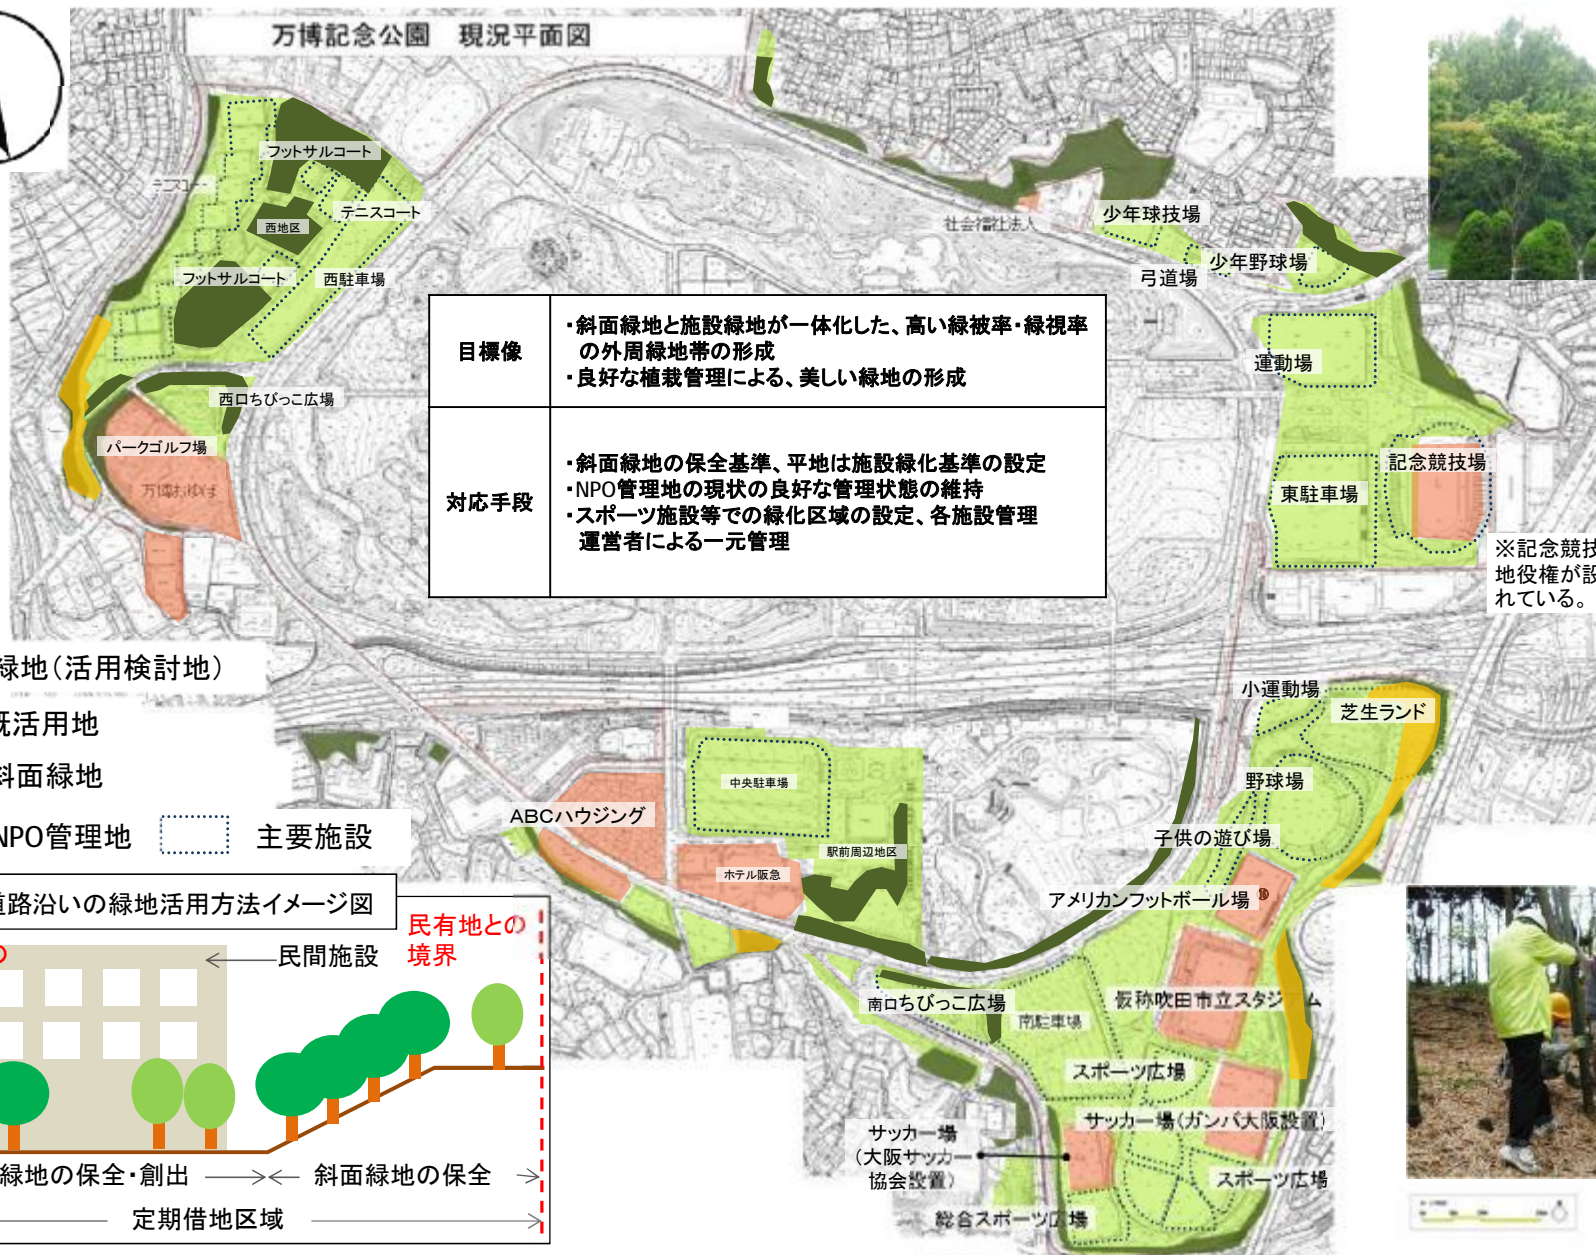 万博記念公園　現況平面図
フットサルコート
テニスコート
テニスコート
西地区
フットサルコート
西駐車場
西口ちびっこ広場
パークゴルフ場
万博おゆば
社会福祉法人
少年球技場
弓道場
少年野球場
運動場
記念競技場
東駐車場
※記念競技
地役権が設
れている。
目標像
・斜面緑地と施設緑地が一体化した、高い緑被率・緑視率
の外周緑地帯の形成
・良好な植栽管理による、美しい緑地の形成
対応手段
・斜面緑地の保全基準、平地は施設緑化基準の設定
・NPO管理地の現状の良好な管理状態の維持
・スポーツ施設等での緑化区域の設定、各施設管理
運営者による一元管理
緑地（活用検討地）
既活用地
斜面緑地
NPO管理地
主要施設
小運動場
芝生ランド
野球場
子供の遊び場
アメリカンフットボール場
⑯
中央駐車場
ABCハウジング
駅前周辺地区
ホテル阪急
南口ちびっこ広場
南駐車場
仮称吹田市立スタジアム
スポーツ広場
サッカー場（ガンバ大阪設置）
サッカー場
（大阪サッカー
協会設置）
スポーツ広場
総合スポーツ広場
道路沿いの緑地活用方法イメージ図
の
民間施設
民有地との
境界
緑地の保全・創出
斜面緑地の保全
定期借地区域